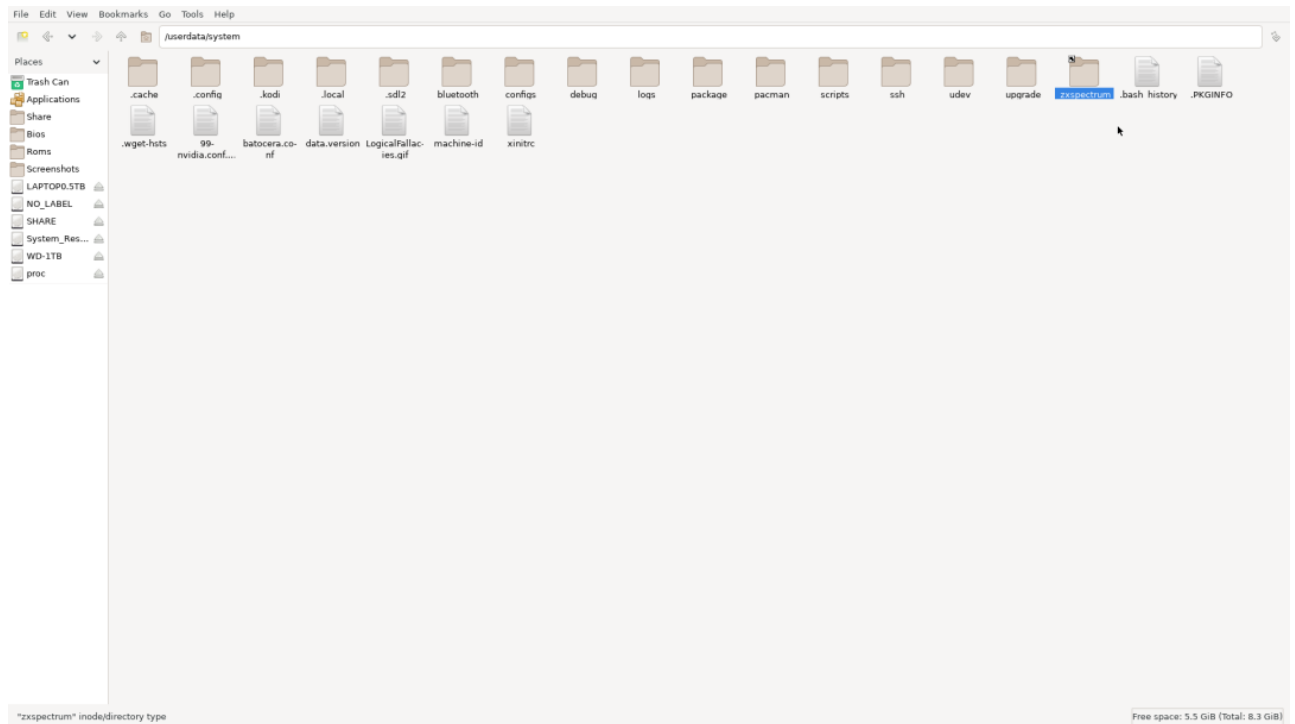 File Edit View Bookmarks Go Tools Help
/userdata/system
Places
Trash Can
Applications
Share
Bios
Roms
Screenshots
LAPTOP0.5TB
NO_LABEL
SHARE
System_Res...
WD-1TB
proc
.cache .config .kodi .local .sdl2 bluetooth configs debug logs package pacman scripts ssh udev upgrade zxspectrum .bash_history .PKGINFO
.wget-hsts 99- batocera.co- data.version LogicalFallac- machine-id xinitrc
nvidia.conf.... nf ies.gif
"zxspectrum" inode/directory type
Free space: 5.5 GiB (Total: 8.3 GiB)